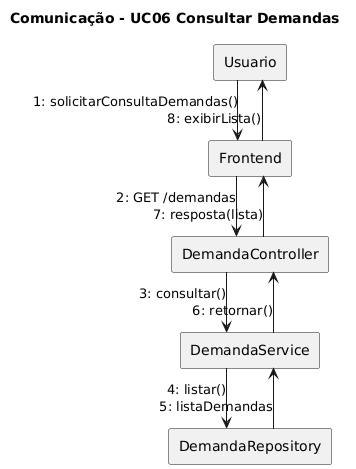 Comunicação - UC06 Consultar Demandas
Usuario
1: solicitarConsultaDemandas()
8: exibirLista()
Frontend
2: GET /demandas
7: resposta(lista)
DemandaController
3: consultar()
6: retornar()
DemandaService
4: listar()
5: listaDemandas
DemandaRepository